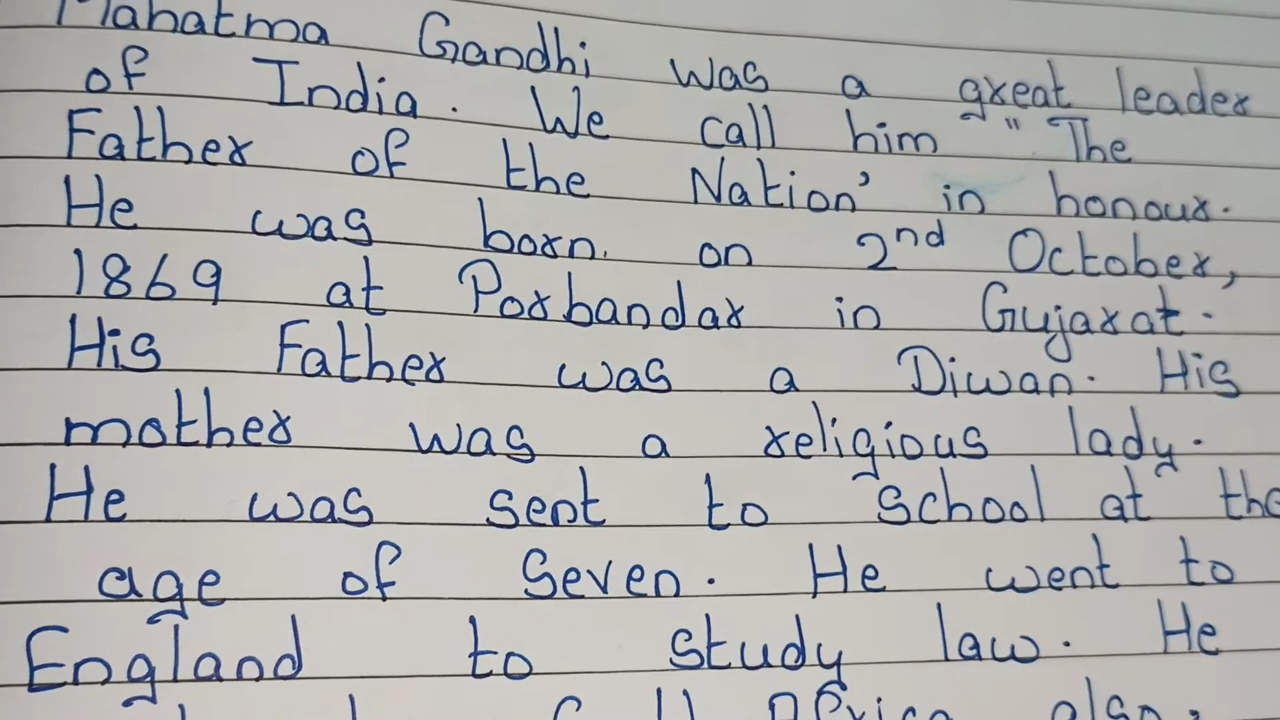 Mahatma Gandhi was a great leader
of India. We call him "The
Father of the Nation' in honour.
He was born. on 2nd October,
1869 at Porbandar in Gujarat.
His Father was a Diwan. His
mother was a religious lady.
He was sent to school at the
age of Seven. He went to
England to study law. He